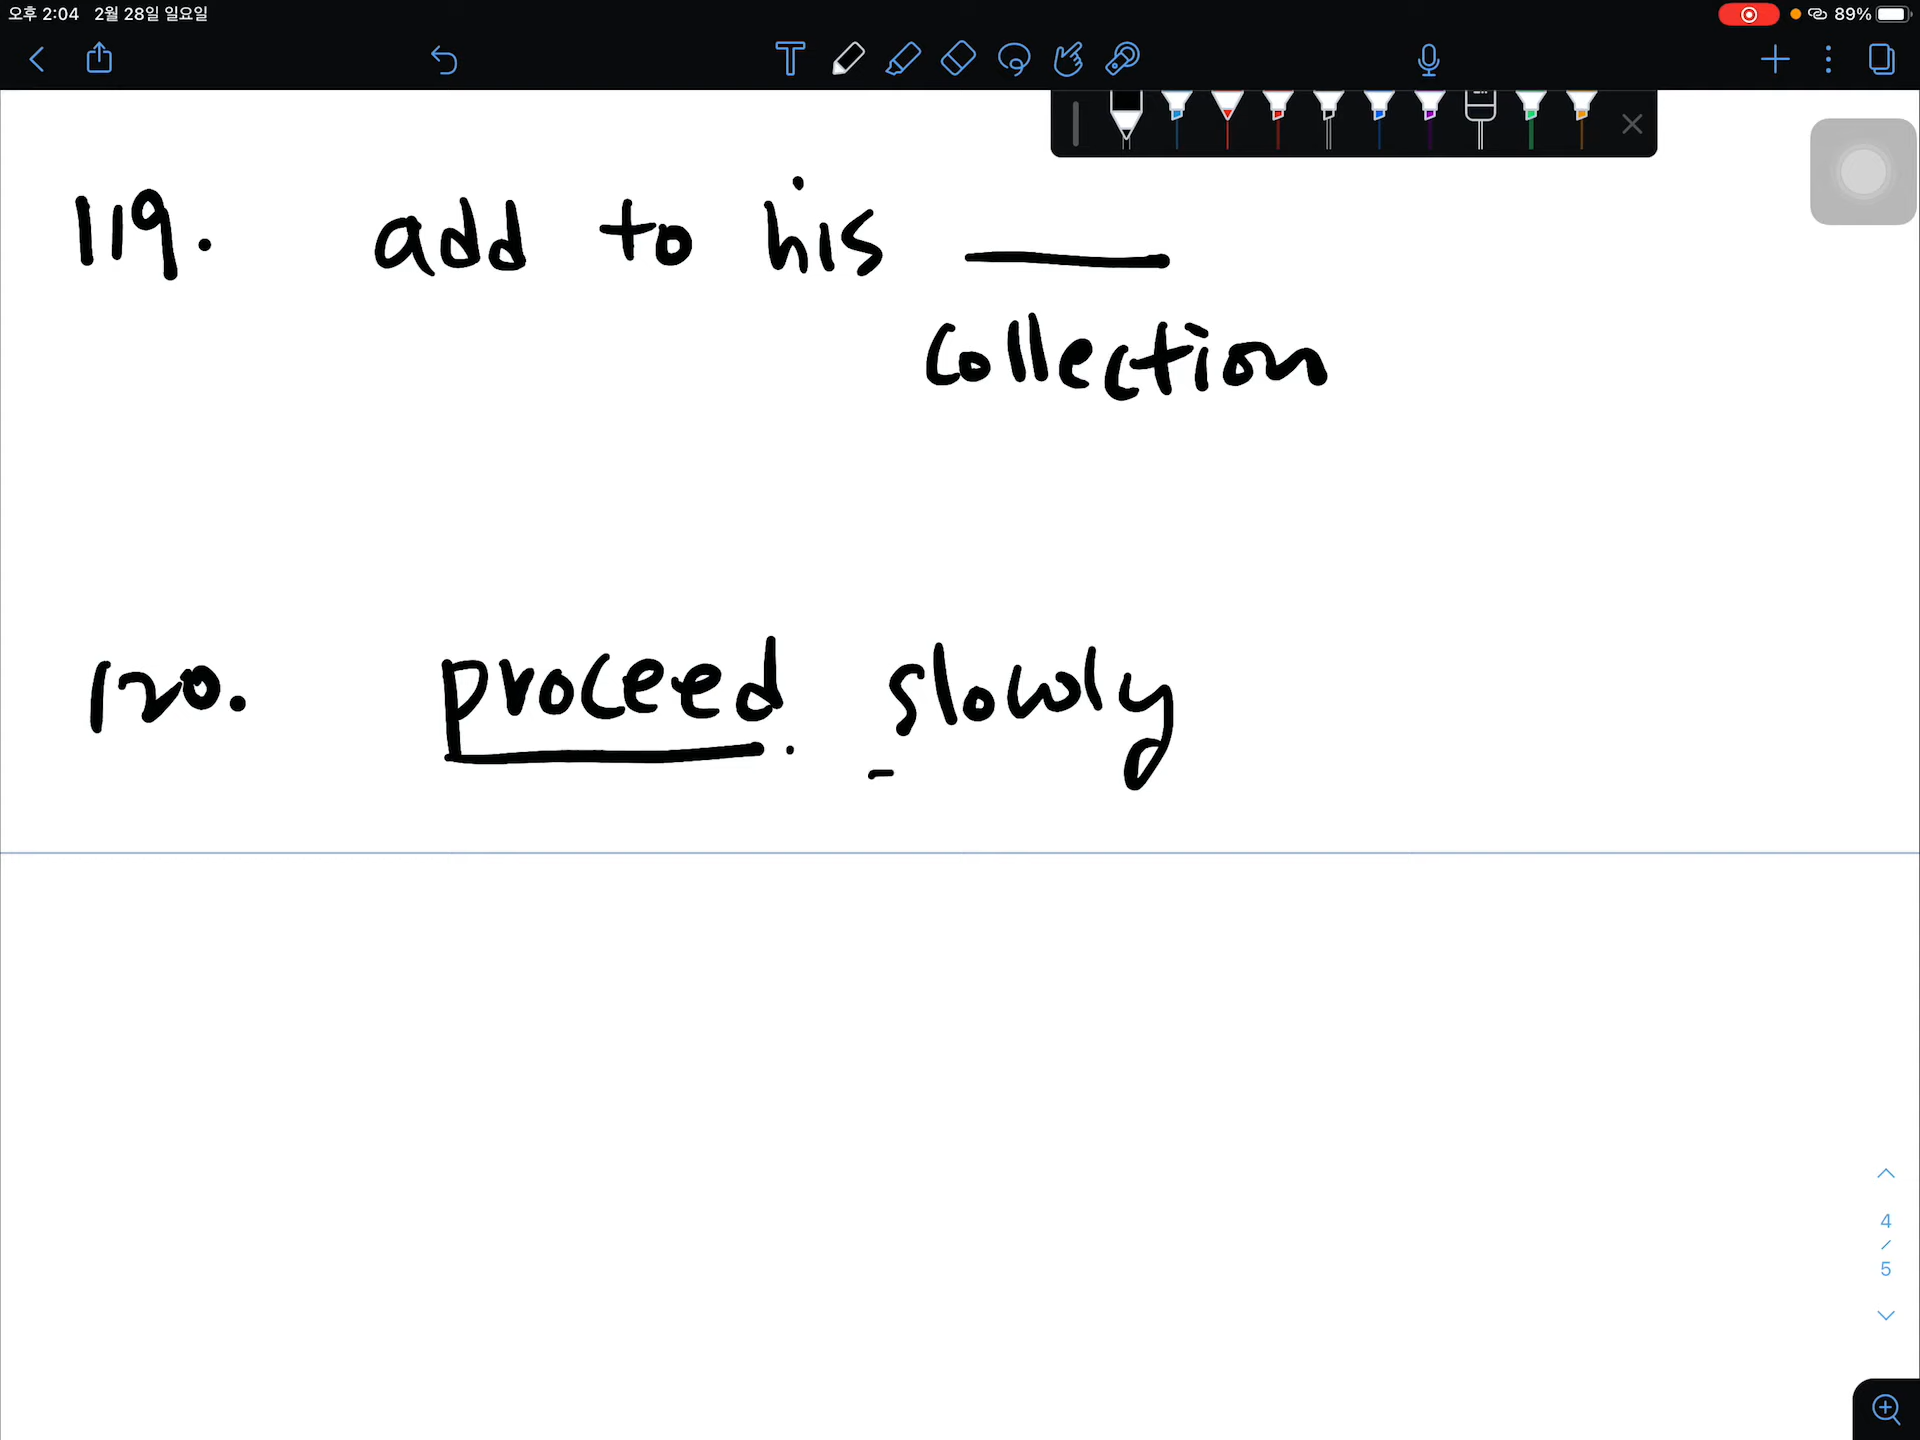 오후 2:04 2월 28일 일요일 89%
119. add to his
collection
120. proceed. slowly
4
/
5